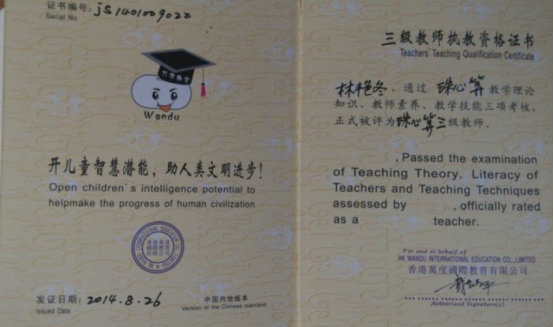 证书编号: js1401009022
Serial No
Wandu
开儿童智慧潜能，助人类文明进步！
Open children's intelligence potential to
helpmake the progress of human civilization
发证日期: 2014.8.26
Issued Date
中国内地版本
Version of the Chinese mainland
三级教师执教资格证书
Teachers' Teaching Qualification Certificate
林艳冬，通过 珠心算 教学理论
知识、教师素养、教学技能三项考核，
正式被评为珠心算三级教师。
, Passed the examination
of Teaching Theory, Literacy of
Teachers and Teaching Techniques
assessed by , officially rated
as a teacher.
For and on behalf of
HK WANDU INTERNATIONAL EDUCATION CO., LIMITED
香港萬度國際教育有限公司
Authorized Signature(s)